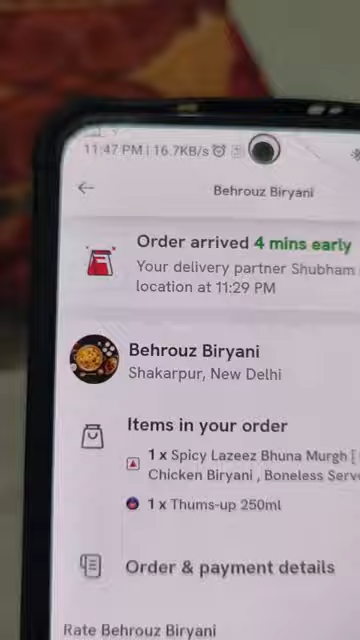 11:47 PM | 16.7KB/s
Behrouz Biryani
Order arrived 4 mins early
Your delivery partner Shubham
location at 11:29 PM
Behrouz Biryani
Shakarpur, New Delhi
Items in your order
1 x Spicy Lazeez Bhuna Murgh [
Chicken Biryani , Boneless Serv
1 x Thums-up 250ml
Order & payment details
Rate Behrouz Biryani